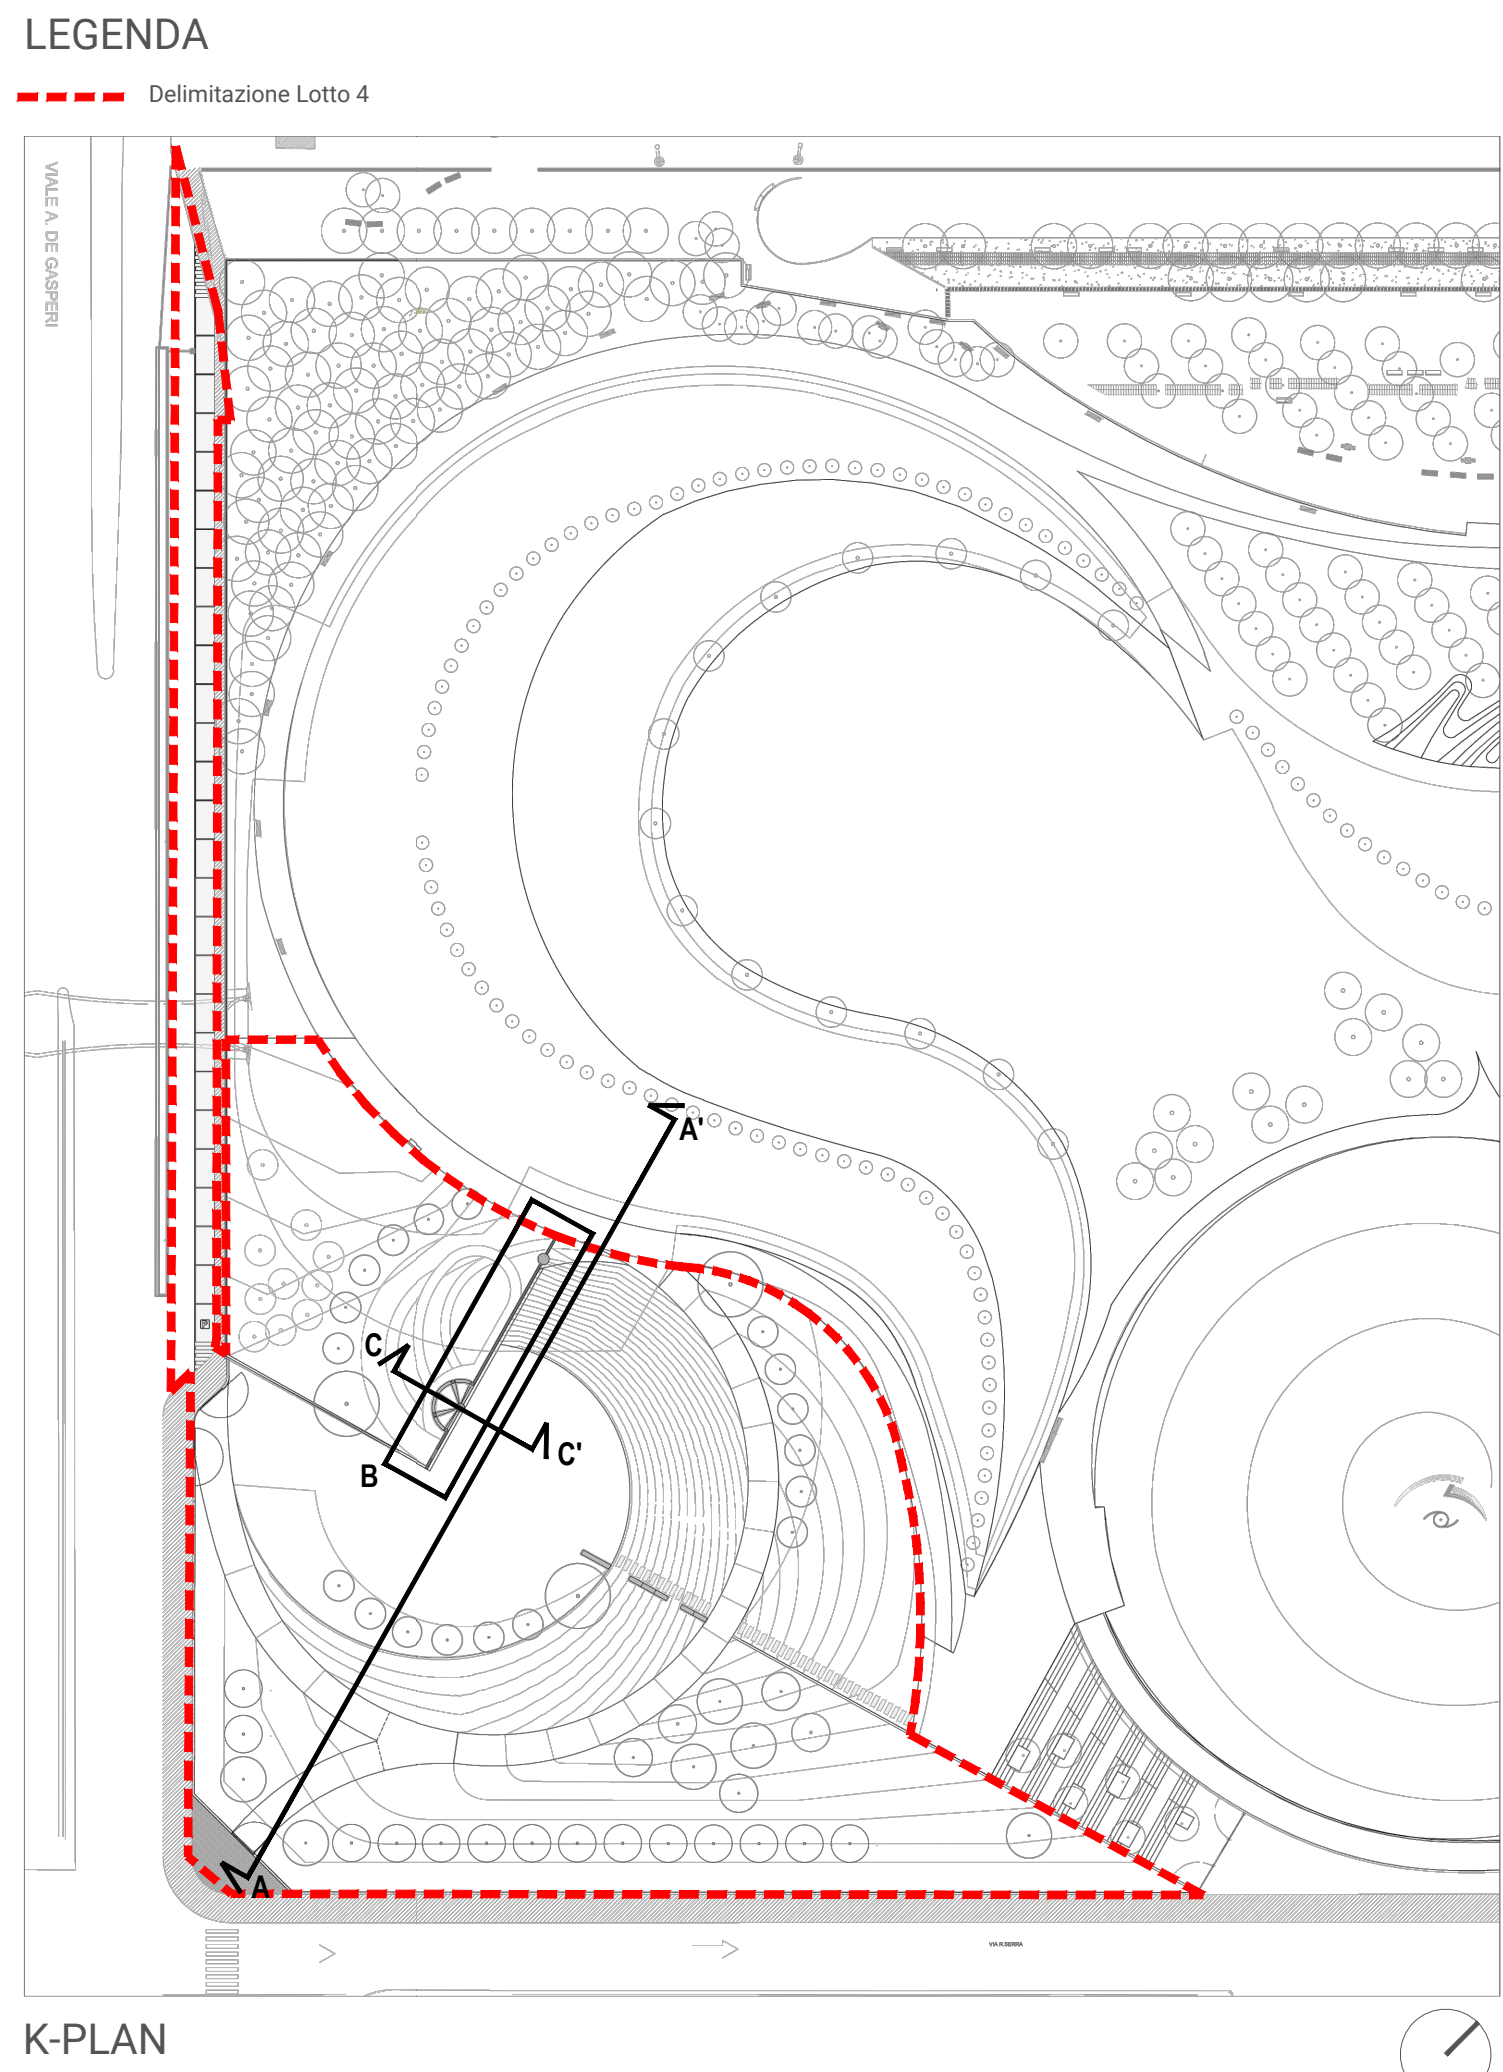 LEGENDA
Delimitazione Lotto 4
VIALE A. DE GASPERI
A'
C
C'
B
P
A
VIA R.SERRA
K-PLAN